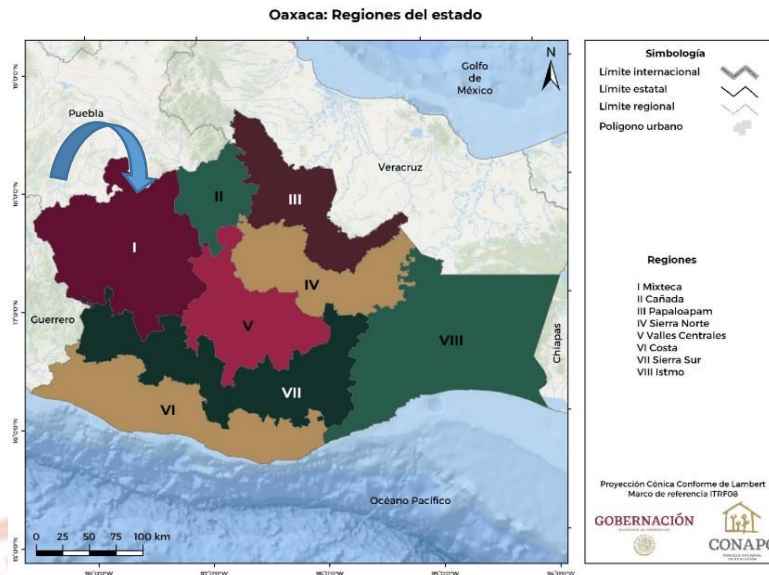 Oaxaca: Regiones del estado
N
Golfo
de
México
Puebla
Veracruz
Guerrero
Chiapas
Océano Pacífico
I
II
III
IV
V
VI
VII
VIII
0 25 50 75 100 km
Simbología
Límite internacional
Límite estatal
Límite regional
Polígono urbano
Regiones
I Mixteca
II Cañada
III Papaloapam
IV Sierra Norte
V Valles Centrales
VI Costa
VII Sierra Sur
VIII Istmo
Proyección Cónica Conforme de Lambert
Marco de referencia ITRF08
GOBERNACIÓN
CONAPO